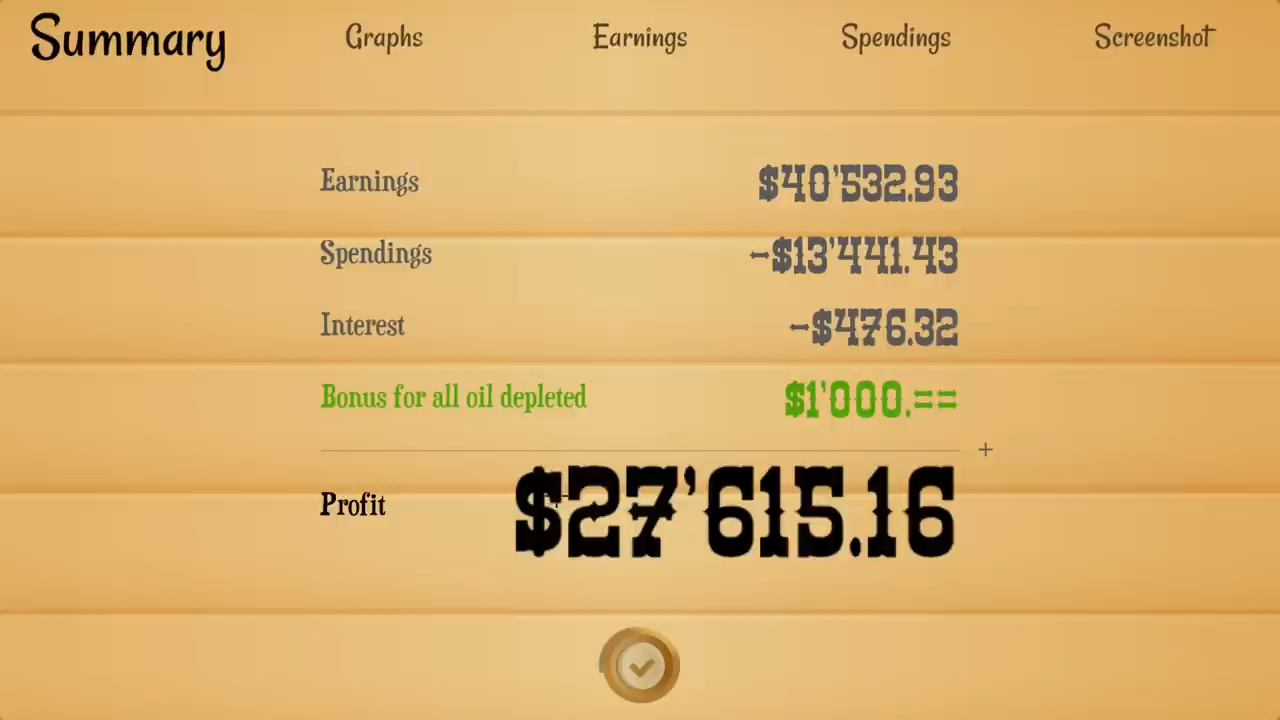 Summary Graphs Earnings Spendings Screenshot
Earnings $40'532.93
Spendings -$13'441.43
Interest -$476.32
Bonus for all oil depleted $1'000.==
+
Profit $27'615.16